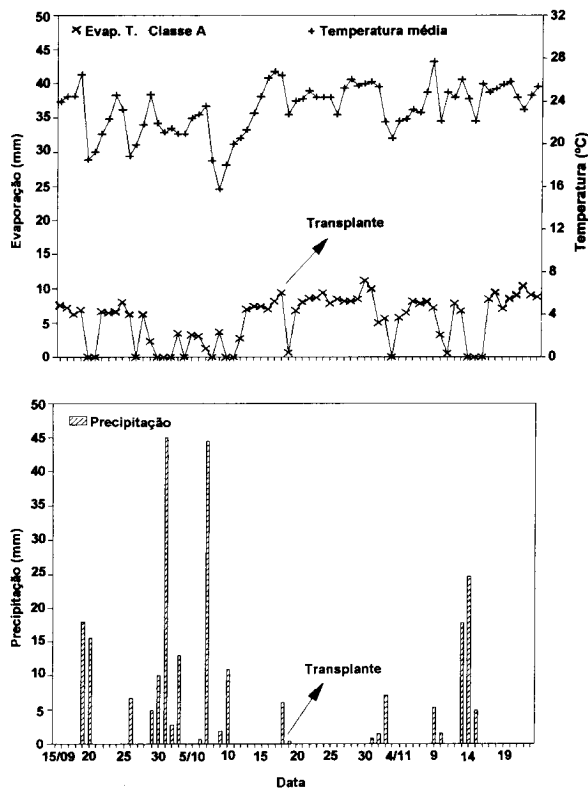 50 × Evap. T. Classe A + Temperatura média 32
45 28
40
35 24
30 20
25 16
20
15 Transplante 12
10 8
5 4
0 0
Evaporação (mm)
Temperatura (ºC)
50
Precipitação
45
40
35
30
25
20
15
10 Transplante
5
0
Precipitação (mm)
15/09 20 25 30 5/10 10 15 20 25 30 4/11 9 14 19
Data